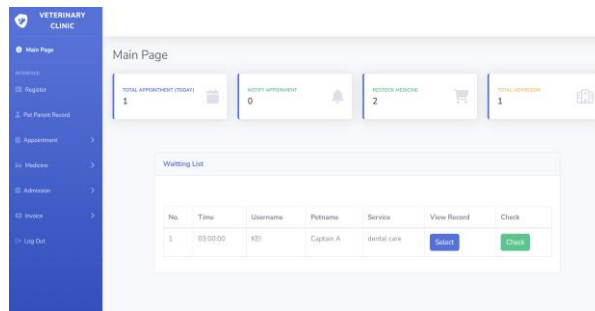 VETERINARY
CLINIC
Main Page
INTERFACE
Register
Pet Parent Record
Appointment
Medicine
Admission
Invoice
Log Out
Main Page
TOTAL APPOINTMENT (TODAY)
1
NOTIFY APPOINMENT
0
RESTOCK MEDICINE
2
TOTAL ADMISSION
1
Waitting List
No. Time Username Petname Service View Record Check
1 03:00:00 KEI Captain A dental care Select Check